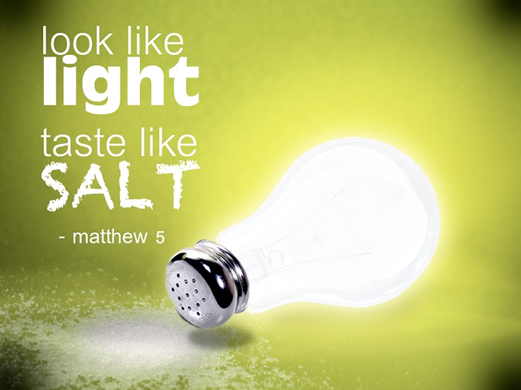 look like
light
taste like
SALT
- matthew 5